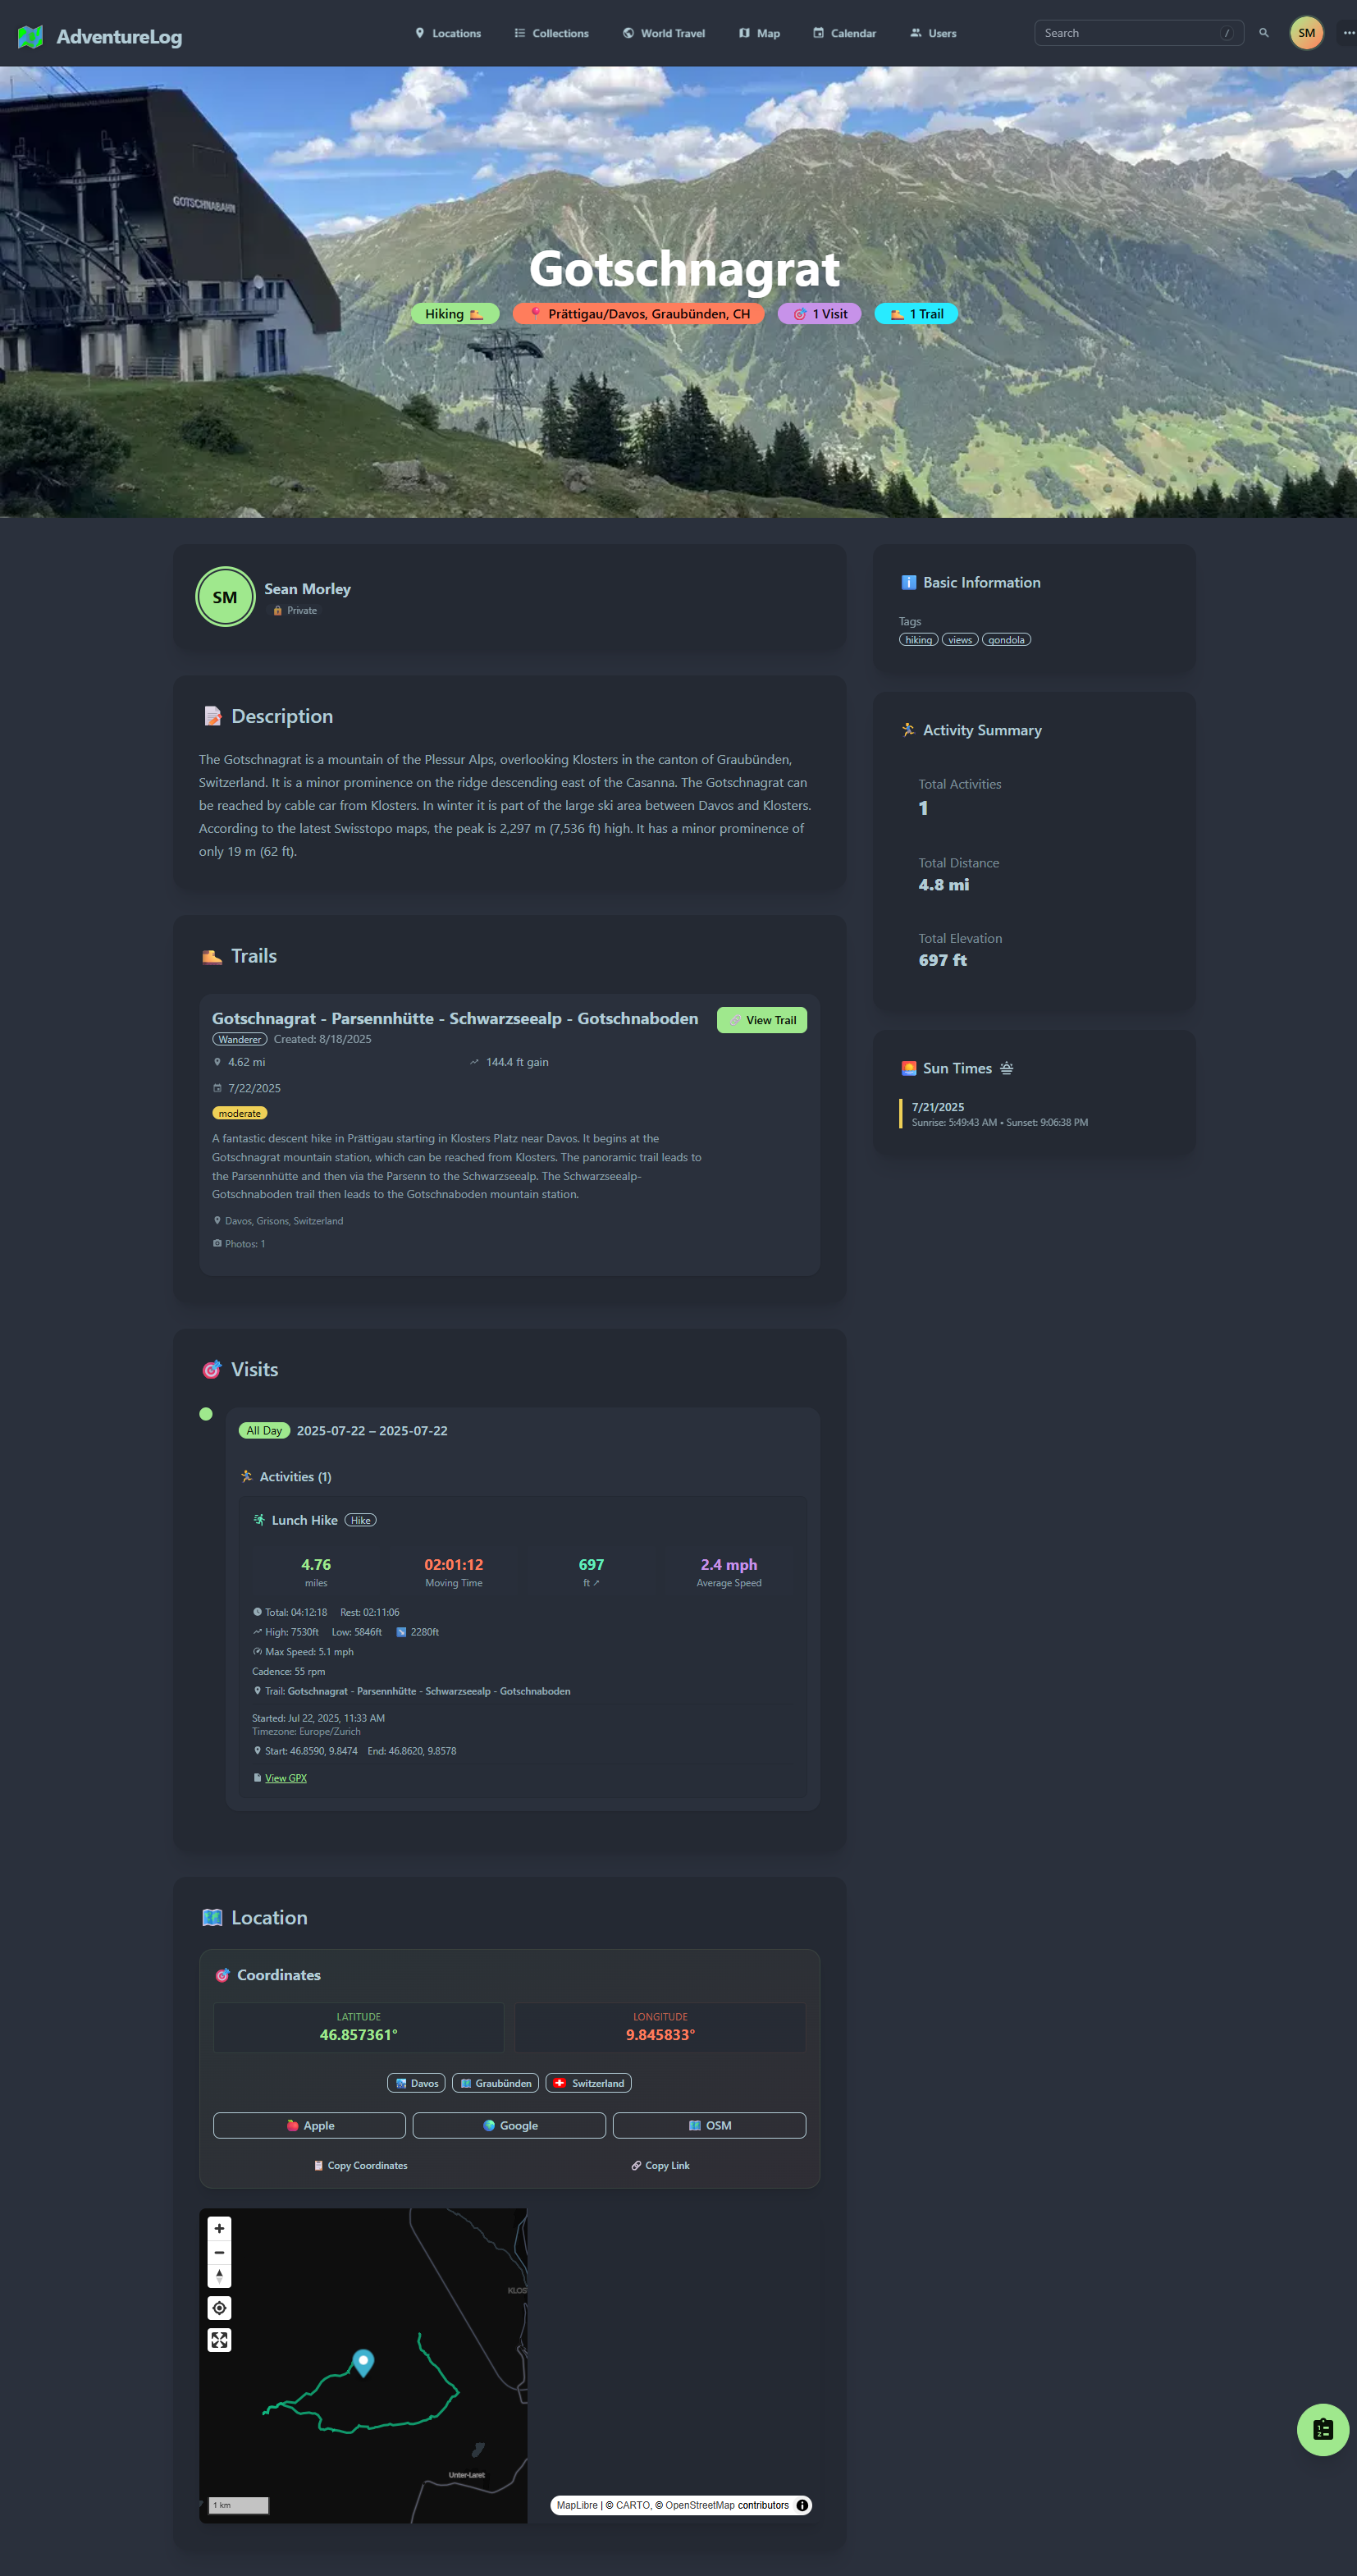 AdventureLog
Locations
Collections
World Travel
Map
Calendar
Users
Search
/
SM
GOTSCHNABAHN
Gotschnagrat
Hiking
Prättigau/Davos, Graubünden, CH
1 Visit
1 Trail
SM
Sean Morley
Private
Description
The Gotschnagrat is a mountain of the Plessur Alps, overlooking Klosters in the canton of Graubünden,
Switzerland. It is a minor prominence on the ridge descending east of the Casanna. The Gotschnagrat can
be reached by cable car from Klosters. In winter it is part of the large ski area between Davos and Klosters.
According to the latest Swisstopo maps, the peak is 2,297 m (7,536 ft) high. It has a minor prominence of
only 19 m (62 ft).
Trails
Gotschnagrat - Parsennhütte - Schwarzseealp - Gotschnaboden
View Trail
Wanderer Created: 8/18/2025
4.62 mi
144.4 ft gain
7/22/2025
moderate
A fantastic descent hike in Prättigau starting in Klosters Platz near Davos. It begins at the
Gotschnagrat mountain station, which can be reached from Klosters. The panoramic trail leads to
the Parsennhütte and then via the Parsenn to the Schwarzseealp. The Schwarzseealp-
Gotschnaboden trail then leads to the Gotschnaboden mountain station.
Davos, Grisons, Switzerland
Photos: 1
Visits
All Day 2025-07-22 – 2025-07-22
Activities (1)
Lunch Hike Hike
4.76
miles
02:01:12
Moving Time
697
ft ↗
2.4 mph
Average Speed
Total: 04:12:18 Rest: 02:11:06
High: 7530ft Low: 5846ft 2280ft
Max Speed: 5.1 mph
Cadence: 55 rpm
Trail: Gotschnagrat - Parsennhütte - Schwarzseealp - Gotschnaboden
Started: Jul 22, 2025, 11:33 AM
Timezone: Europe/Zurich
Start: 46.8590, 9.8474 End: 46.8620, 9.8578
View GPX
Location
Coordinates
LATITUDE
46.857361°
LONGITUDE
9.845833°
Davos
Graubünden
Switzerland
Apple
Google
OSM
Copy Coordinates
Copy Link
KLOS
Unter-Laret
1 km
MapLibre | © CARTO, © OpenStreetMap contributors
Basic Information
Tags
hiking
views
gondola
Activity Summary
Total Activities
1
Total Distance
4.8 mi
Total Elevation
697 ft
Sun Times
7/21/2025
Sunrise: 5:49:43 AM • Sunset: 9:06:38 PM